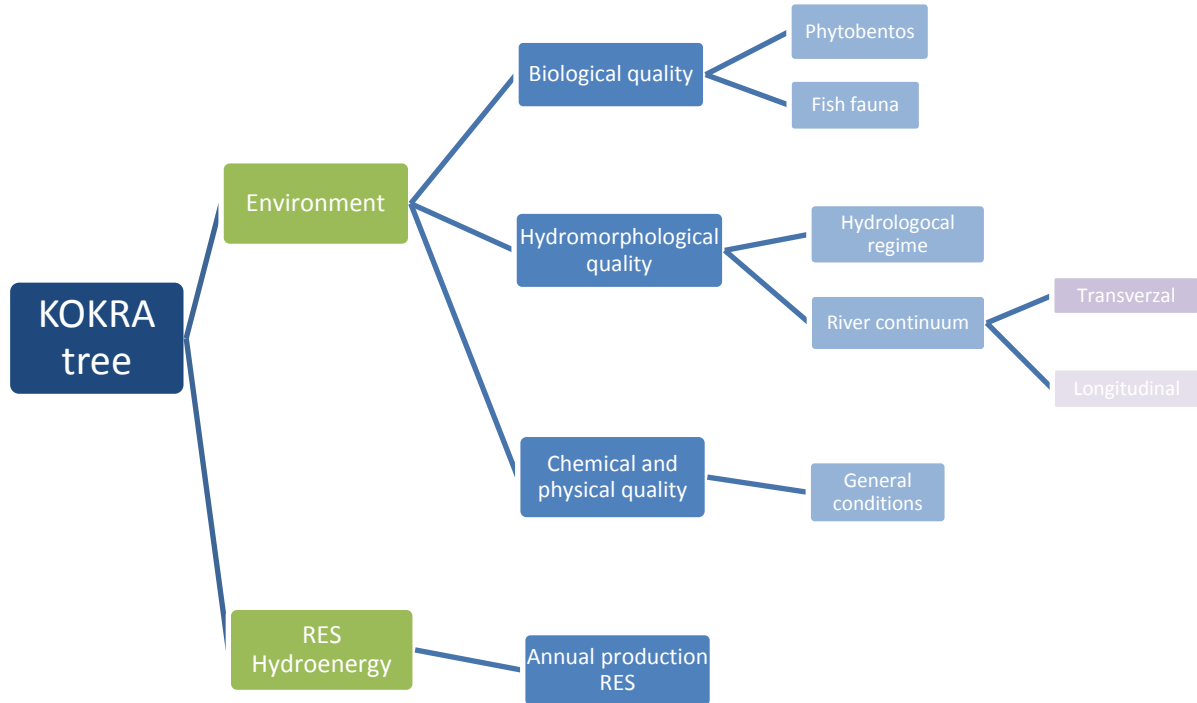 KOKRA
tree
Environment
RES
Hydroenergy
Biological quality
Hydromorphological
quality
Chemical and
physical quality
Annual production
RES
Phytobentos
Fish fauna
Hydrologocal
regime
River continuum
General
conditions
Transverzal
Longitudinal